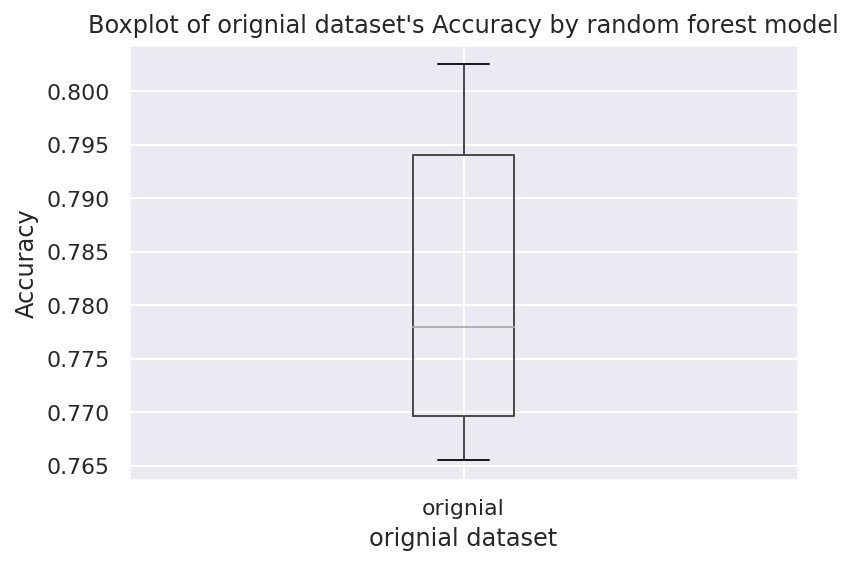 Boxplot of orignial dataset's Accuracy by random forest model
0.800
0.795
0.790
0.785
0.780
0.775
0.770
0.765
Accuracy
orignial
orignial dataset